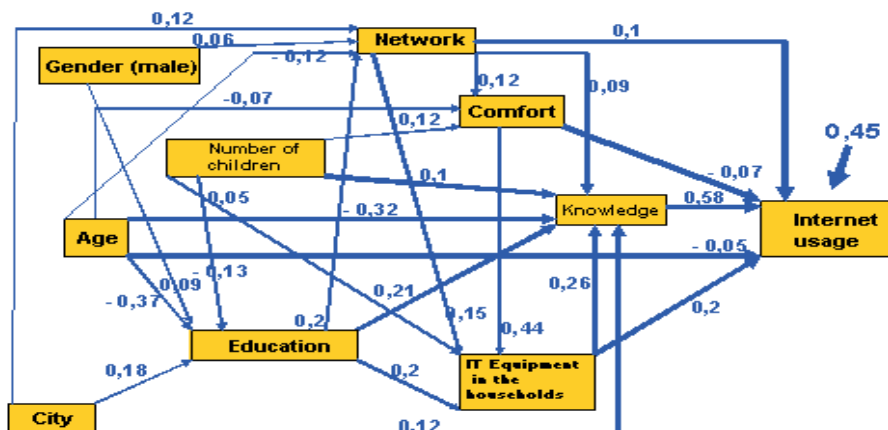 0,12
Network
0,1
0,06
Gender (male)
- 0,12
0,12
0,09
-0,07
Comfort
0,12
0,45
Number of
children
- 0,07
0,1
0,05
Knowledge
0,58
- 0,32
Internet
usage
Age
- 0,05
- 0,13
0,09
- 0,37
0,26
0,21
0,15
0,2
0,2
Education
0,44
IT Equipment
in the
households
0,18
0,2
City
0,12